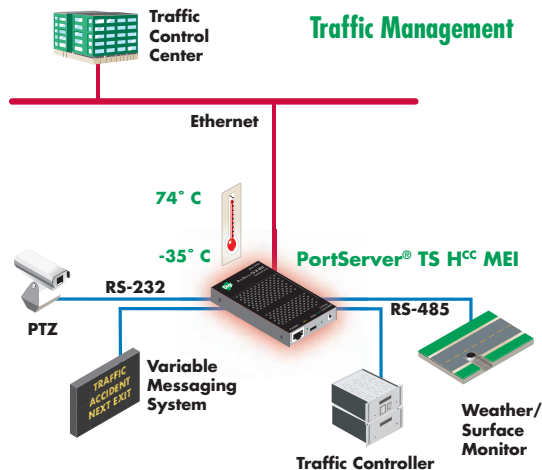 Traffic
Control
Center
Traffic Management
Ethernet
74° C
-35° C
PortServer® TS Hcc MEI
RS-232
RS-485
PTZ
TRAFFIC
ACCIDENT
NEXT EXIT
Variable
Messaging
System
Traffic Controller
Weather/
Surface
Monitor